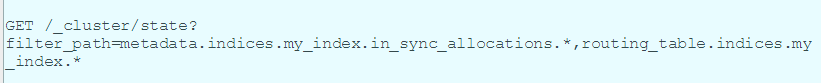 GET /_cluster/state?
filter_path=metadata.indices.my_index.in_sync_allocations.*,routing_table.indices.my
_index.*